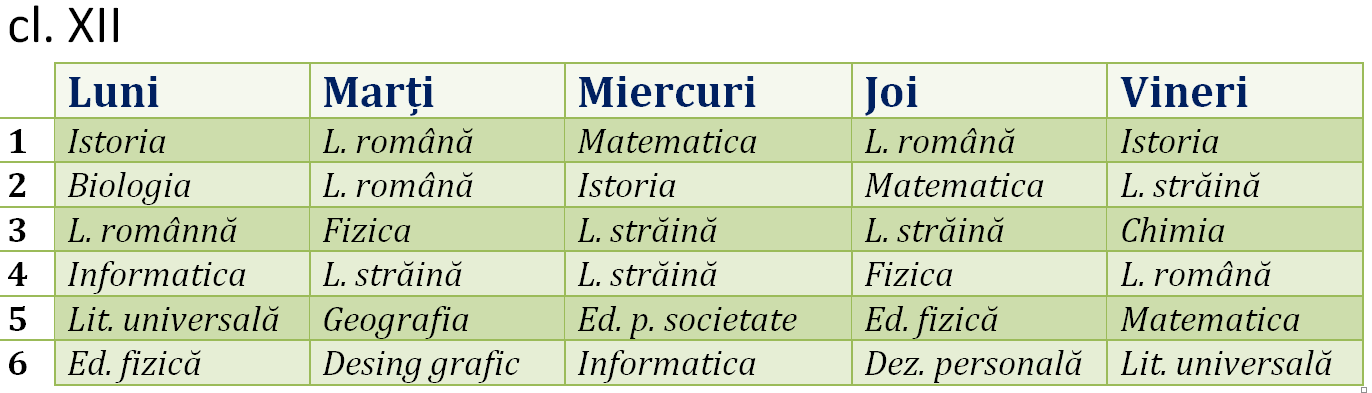 cl. XII
Luni Marți Miercuri Joi Vineri
1 Istoria L. română Matematica L. română Istoria
2 Biologia L. română Istoria Matematica L. străină
3 L. românnă Fizica L. străină L. străină Chimia
4 Informatica L. străină L. străină Fizica L. română
5 Lit. universală Geografia Ed. p. societate Ed. fizică Matematica
6 Ed. fizică Desing grafic Informatica Dez. personală Lit. universală